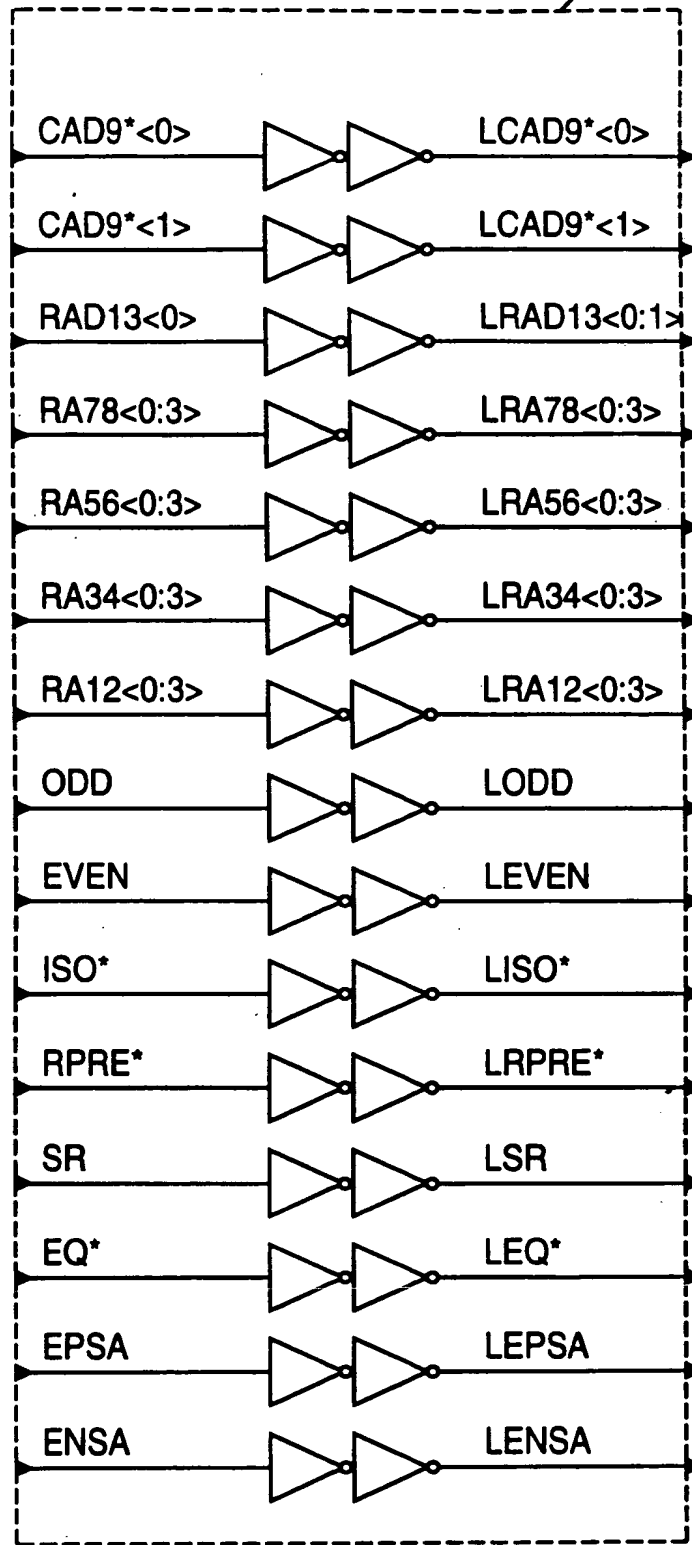 CAD9*<0> LCAD9*<0>
CAD9*<1> LCAD9*<1>
RAD13<0> LRAD13<0:1>
RA78<0:3> LRA78<0:3>
RA56<0:3> LRA56<0:3>
RA34<0:3> LRA34<0:3>
RA12<0:3> LRA12<0:3>
ODD LODD
EVEN LEVEN
ISO* LISO*
RPRE* LRPRE*
SR LSR
EQ* LEQ*
EPSA LEPSA
ENSA LENSA